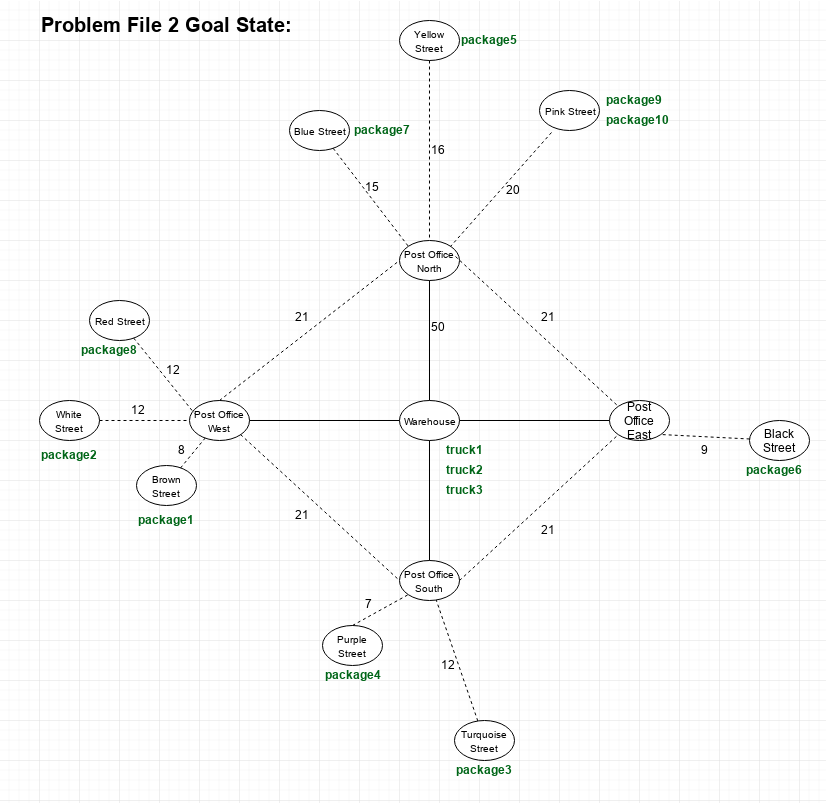 Problem File 2 Goal State:
Yellow
Street
package5
Pink Street
package9
package10
Blue Street
package7
16
15
20
Post Office
North
21
21
50
Red Street
package8
12
White
Street
12
package2
Post Office
West
Warehouse
Post
Office
East
truck1
truck2
truck3
8
Brown
Street
package1
9
Black
Street
package6
21
21
Post Office
South
7
Purple
Street
package4
12
Turquoise
Street
package3